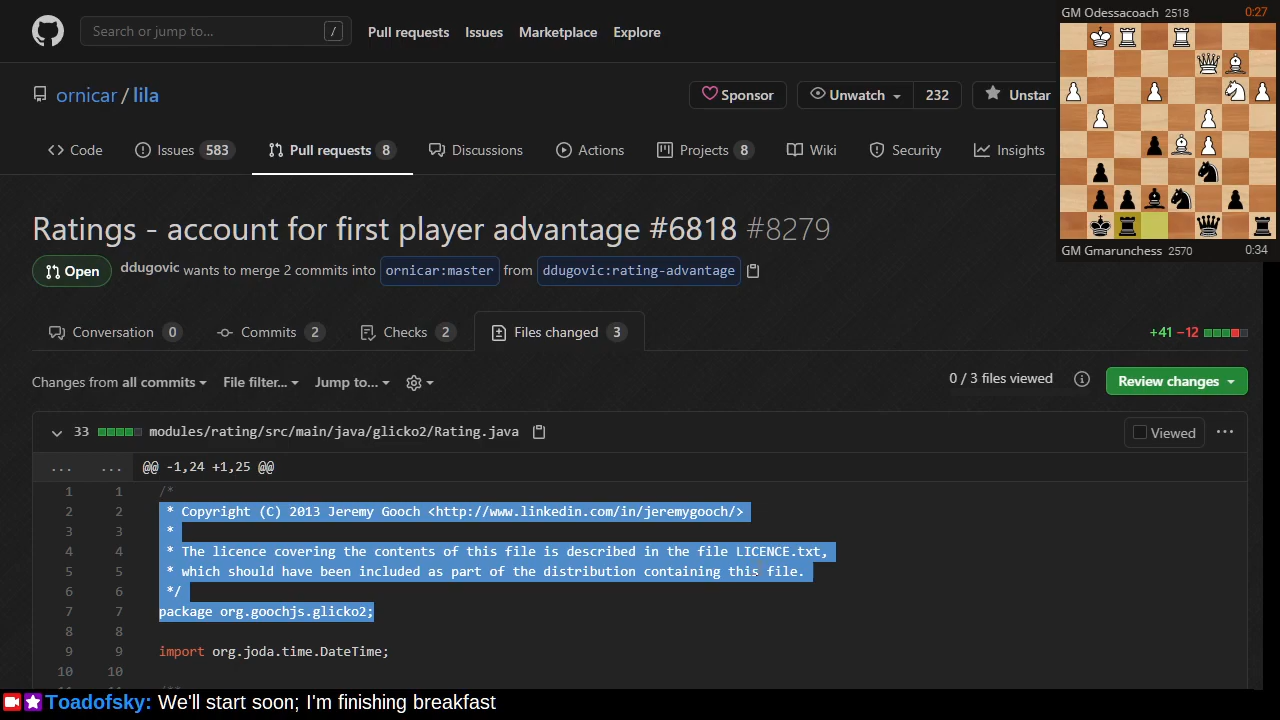 Search or jump to...
/
Pull requests
Issues
Marketplace
Explore
GM Odessacoach 2518
0:27
ornicar / lila
Sponsor
Unwatch
232
Unstar
Code
Issues 583
Pull requests 8
Discussions
Actions
Projects 8
Wiki
Security
Insights
Ratings - account for first player advantage #6818 #8279
GM Gmarunchess 2570
0:34
Open
ddugovic wants to merge 2 commits into ornicar:master from ddugovic:rating-advantage
Conversation 0
Commits 2
Checks 2
Files changed 3
+41 −12
Changes from all commits
File filter...
Jump to...
0 / 3 files viewed
Review changes
33 modules/rating/src/main/java/glicko2/Rating.java
Viewed
...
... ... @@ -1,24 +1,25 @@
1 1 /*
2 2 * Copyright (C) 2013 Jeremy Gooch <http://www.linkedin.com/in/jeremygooch/>
3 3 *
4 4 * The licence covering the contents of this file is described in the file LICENCE.txt,
5 5 * which should have been included as part of the distribution containing this file.
6 6 */
7 7 package org.goochjs.glicko2;
8 8
9 9 import org.joda.time.DateTime;
10 10
Toadofsky: We'll start soon; I'm finishing breakfast